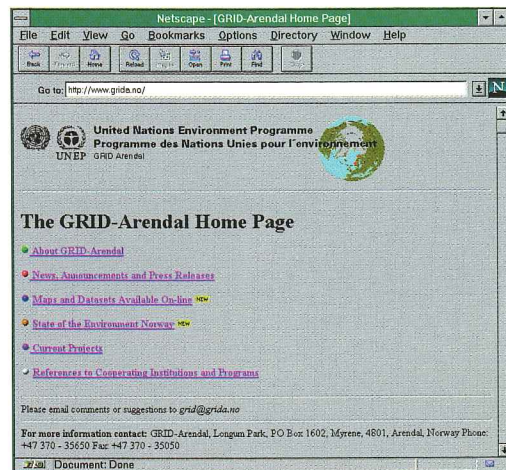 Netscape - [GRID-Arendal Home Page]
File Edit View Go Bookmarks Options Directory Window Help
Back Forward Home Reload Images Open Print Find Stop
Go to: http://www.grida.no/
N
United Nations Environment Programme
Programme des Nations Unies pour l'environnement
UNEP GRID Arendal
The GRID-Arendal Home Page
About GRID-Arendal
News, Announcements and Press Releases
Maps and Datasets Available On-line NEW
State of the Environment Norway NEW
Current Projects
References to Cooperating Institutions and Programs
Please email comments or suggestions to grid@grida.no
For more information contact: GRID-Arendal, Longum Park, PO Box 1602, Myrene, 4801, Arendal, Norway Phone:
+47 370 - 35650 Fax: +47 370 - 35050
Document: Done